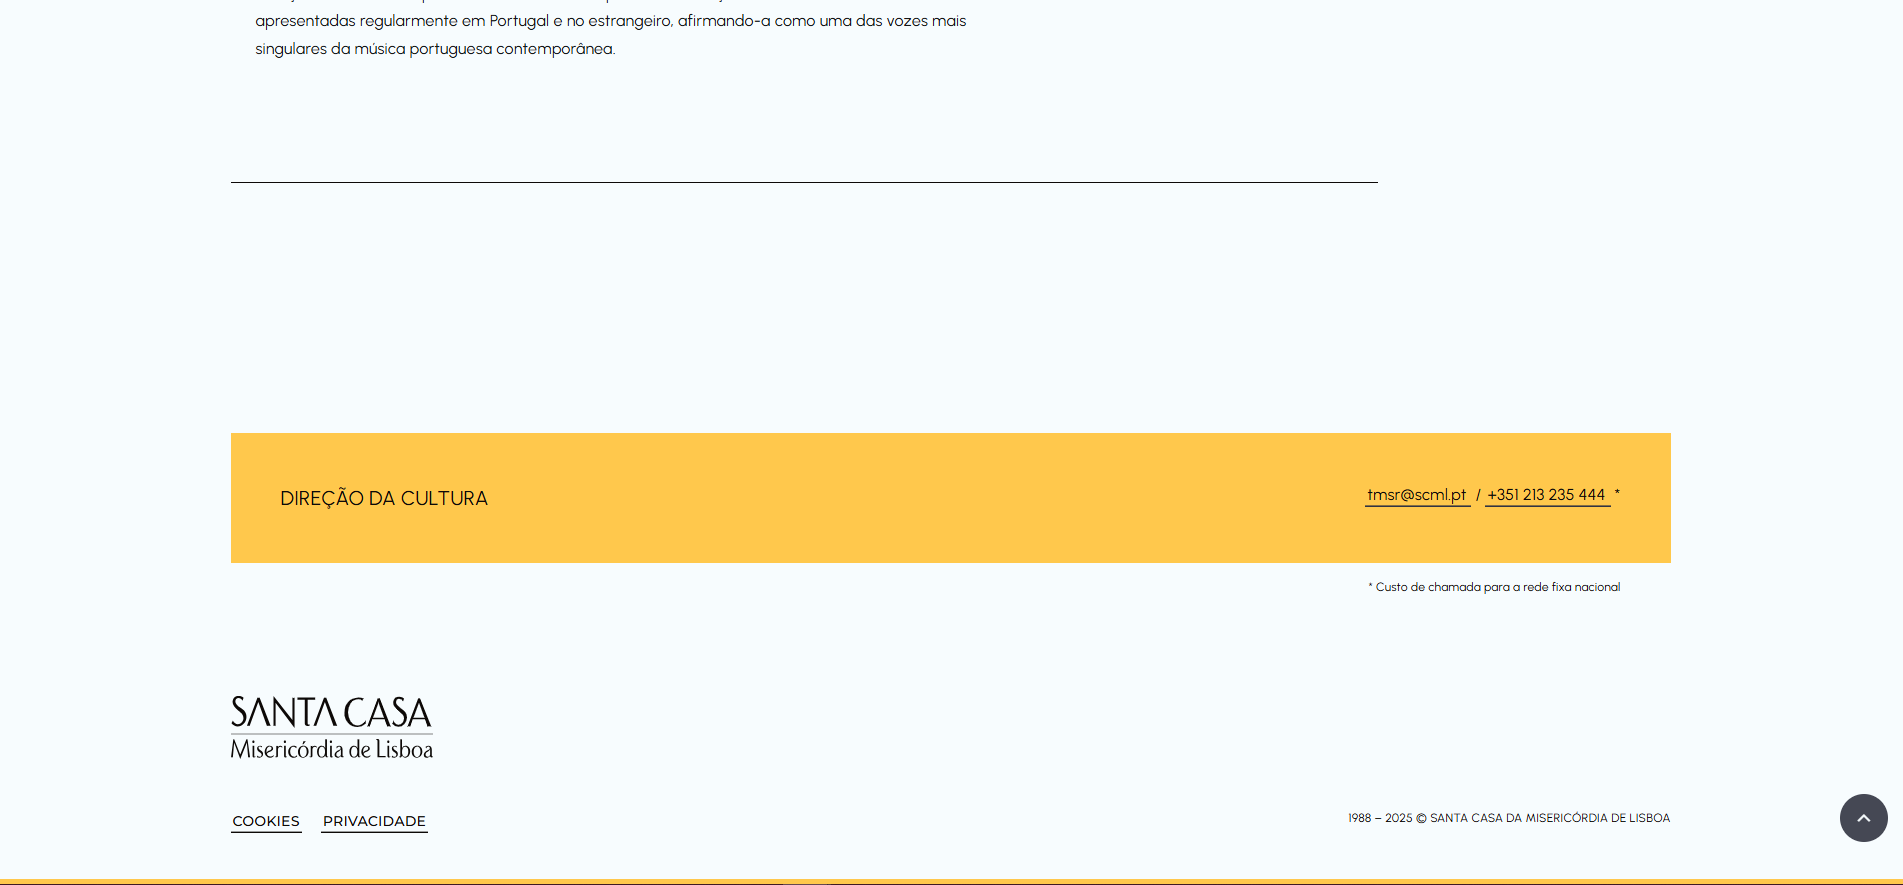 apresentadas regularmente em Portugal e no estrangeiro, afirmando-a como uma das vozes mais
singulares da música portuguesa contemporânea.
DIREÇÃO DA CULTURA
tmsr@scml.pt / +351 213 235 444 *
* Custo de chamada para a rede fixa nacional
SANTA CASA
Misericórdia de Lisboa
COOKIES PRIVACIDADE
1988 – 2025 © SANTA CASA DA MISERICÓRDIA DE LISBOA